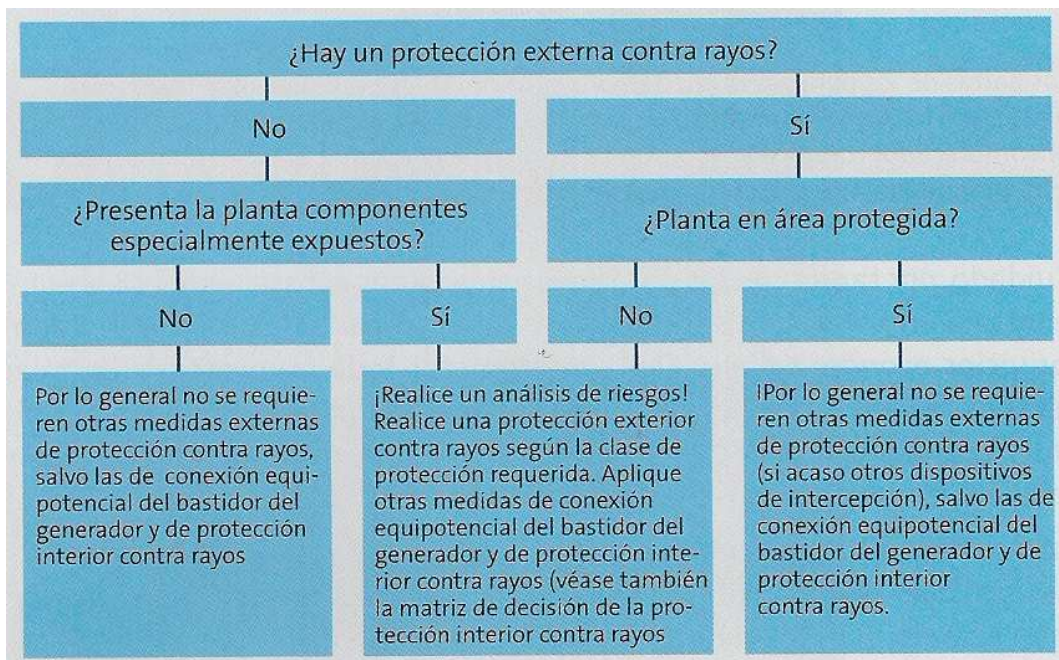 ¿Hay un protección externa contra rayos?
No
Sí
¿Presenta la planta componentes
especialmente expuestos?
¿Planta en área protegida?
No
Sí
No
Sí
Por lo general no se requie-
ren otras medidas externas
de protección contra rayos,
salvo las de conexión equi-
potencial del bastidor del
generador y de protección
interior contra rayos
¡Realice un análisis de riesgos!
Realice una protección exterior
contra rayos según la clase de
protección requerida. Aplique
otras medidas de conexión
equipotencial del bastidor del
generador y de protección inte-
rior contra rayos (véase también
la matriz de decisión de la pro-
tección interior contra rayos
lPor lo general no se requie-
ren otras medidas externas
de protección contra rayos
(si acaso otros dispositivos
de intercepción), salvo las de
conexión equipotencial del
bastidor del generador y de
protección interior
contra rayos.